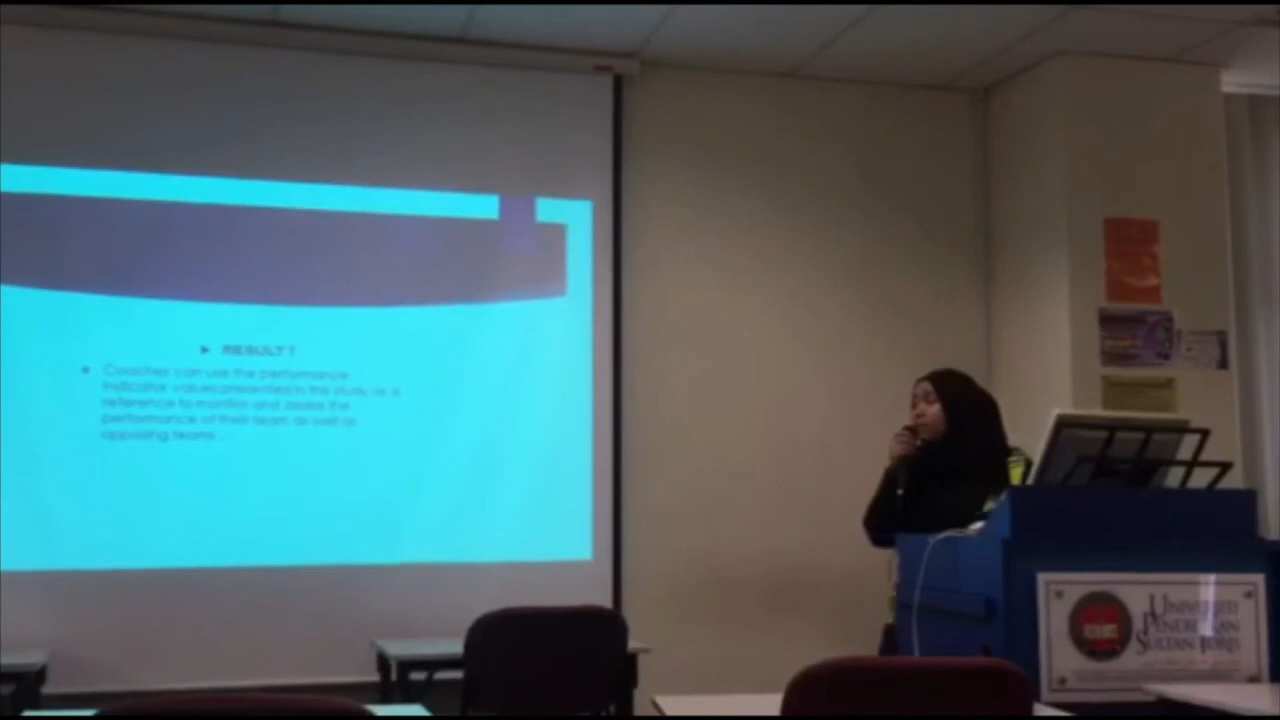 ► RESULT 1
• Coaches can use the performance
indicator values presented in this study as a
reference to monitor and assess the
performance of their team as well as
opposing teams.
UNIVERSITI
PENDIDIKAN
SULTAN IDRIS